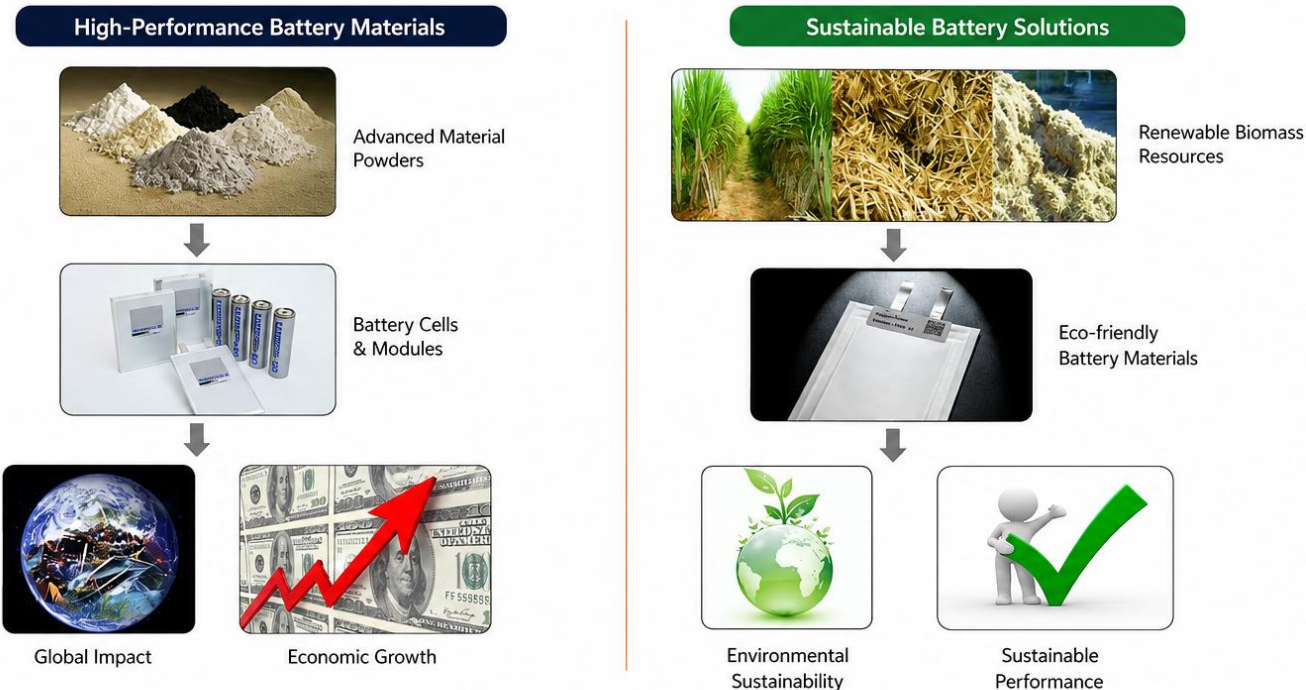 High-Performance Battery Materials
Advanced Material
Powders
Battery Cells
& Modules
Global Impact
Economic Growth
Sustainable Battery Solutions
Renewable Biomass
Resources
Eco-friendly
Battery Materials
Environmental
Sustainability
Sustainable
Performance